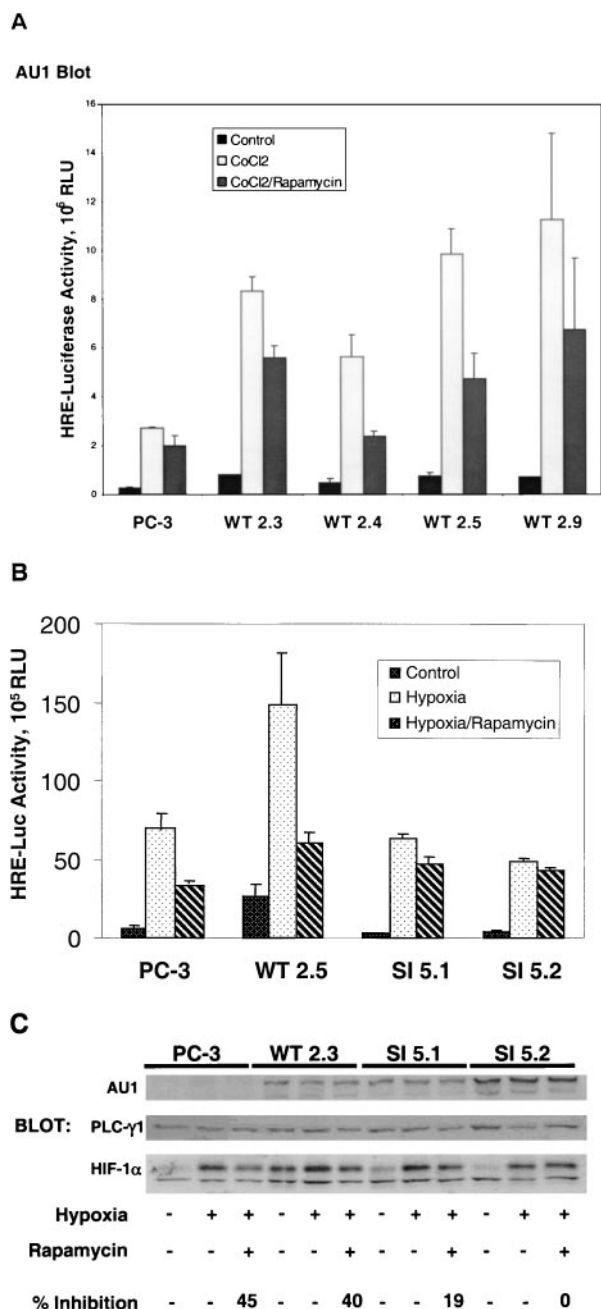 A
AU1 Blot
16
14
12
10
8
6
4
2
0
HRE-Luciferase Activity, 10⁶ RLU
Control
CoCl2
CoCl2/Rapamycin
PC-3 WT 2.3 WT 2.4 WT 2.5 WT 2.9
B
200
150
100
50
0
HRE-Luc Activity, 10⁵ RLU
Control
Hypoxia
Hypoxia/Rapamycin
PC-3 WT 2.5 SI 5.1 SI 5.2
C
PC-3 WT 2.3 SI 5.1 SI 5.2
AU1
BLOT: PLC-γ1
HIF-1α
Hypoxia - + + - + + - + + - + +
Rapamycin + + + +
% Inhibition - - 45 - - 40 - - 19 - - 0